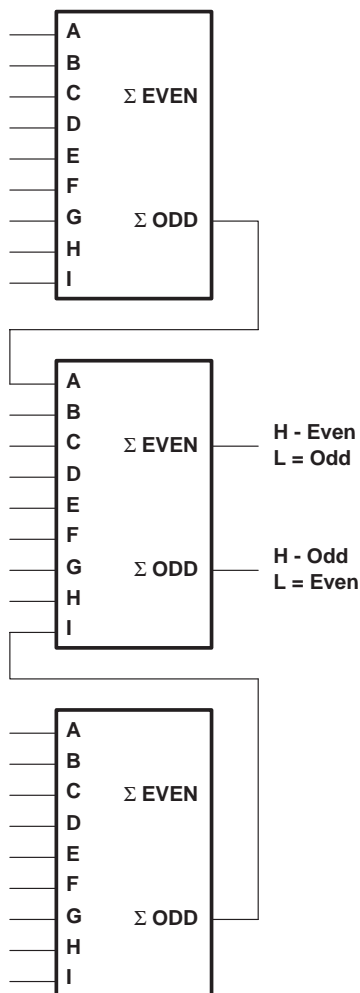 A
B
C Σ EVEN
D
E
F
G Σ ODD
H
I
A
B
C Σ EVEN
D
E
F
G Σ ODD
H
I
H - Even
L = Odd
H - Odd
L = Even
A
B
C Σ EVEN
D
E
F
G Σ ODD
H
I